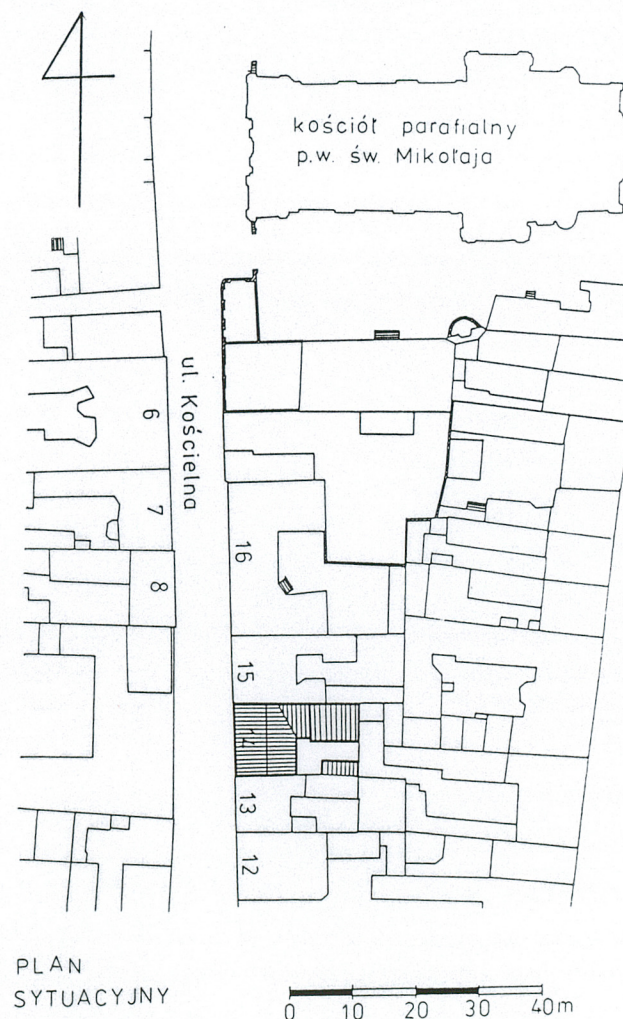 kościół parafialny
p.w. św. Mikołaja
ul. Kościelna
6
7
8
16
15
14
13
12
PLAN
SYTUACYJNY
0 10 20 30 40m